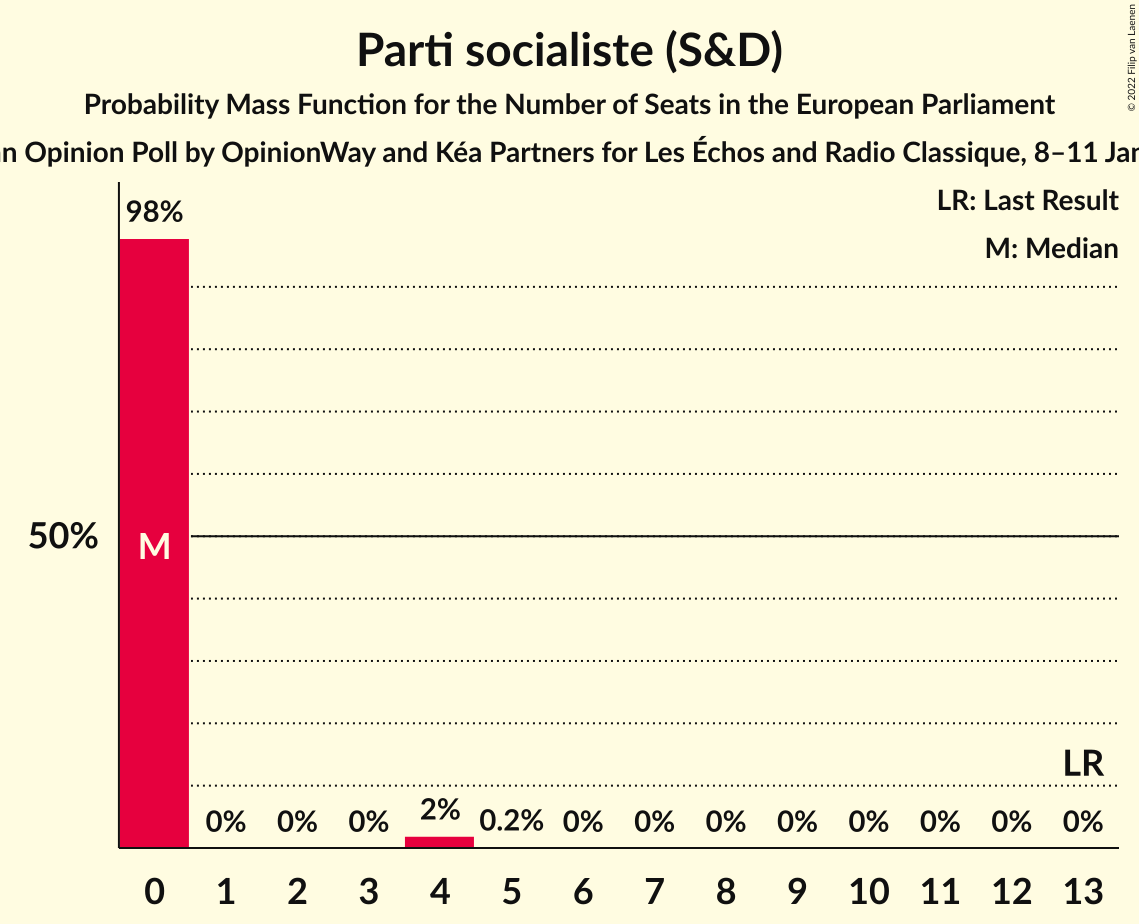 Parti socialiste (S&D)
Probability Mass Function for the Number of Seats in the European Parliament
n Opinion Poll by OpinionWay and Kéa Partners for Les Échos and Radio Classique, 8–11 Jan
© 2022 Filip van Laenen
LR: Last Result
M: Median
98%
50%
M
LR
0% 0% 0% 2% 0.2% 0% 0% 0% 0% 0% 0% 0% 0%
0 1 2 3 4 5 6 7 8 9 10 11 12 13